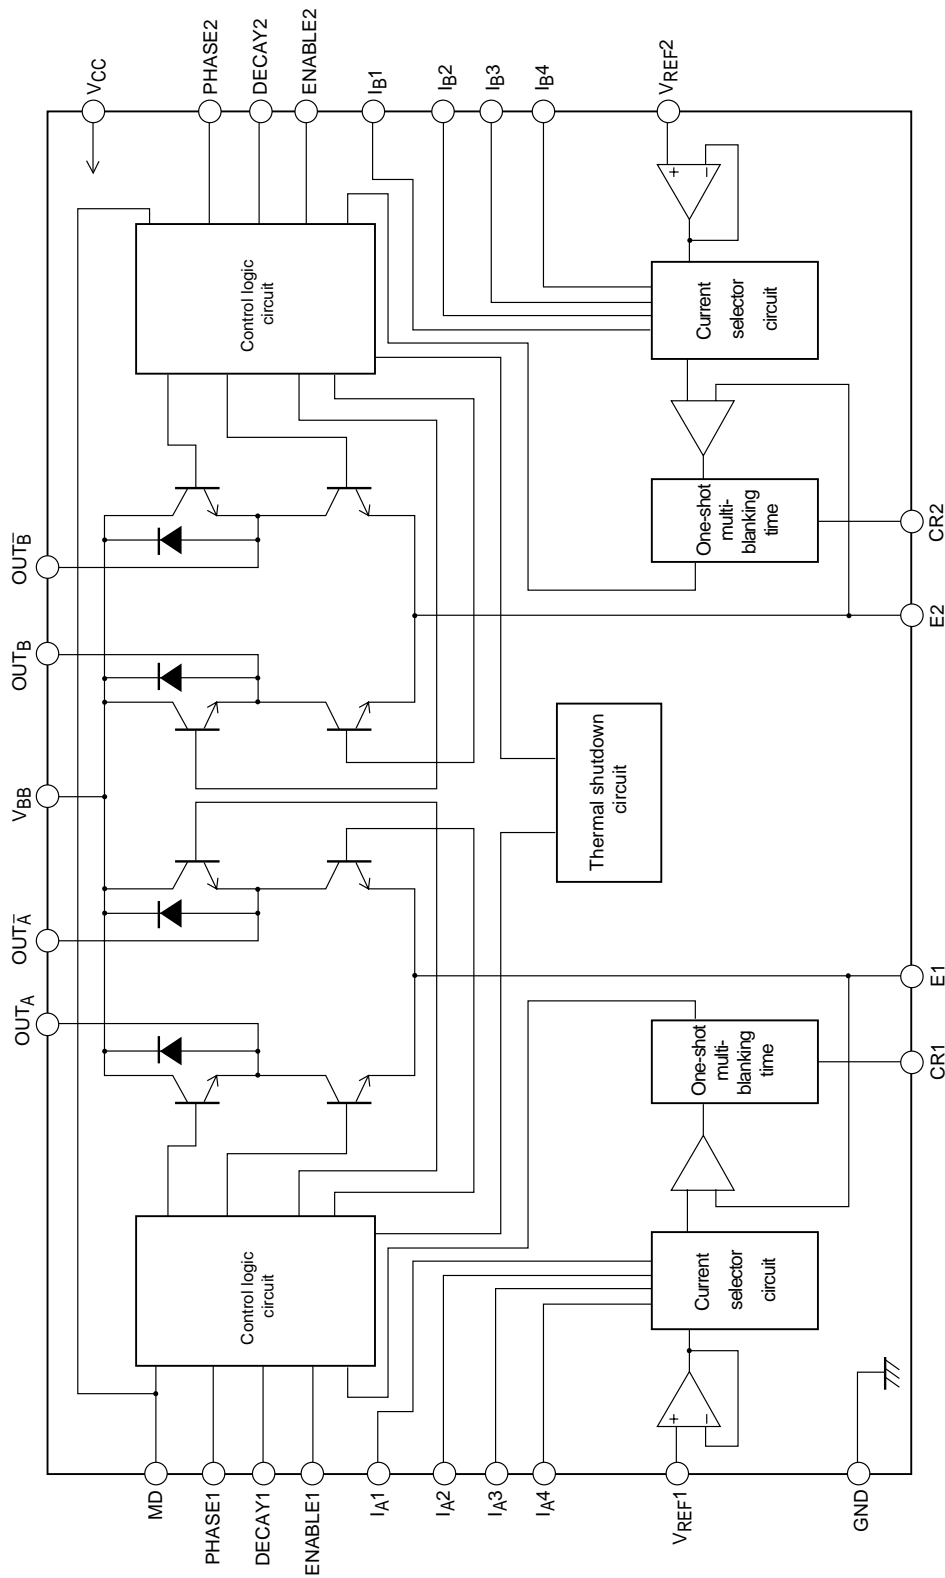 OUTA
OUTA̅
VBB
OUTB
OUTB̅
MD
PHASE1
DECAY1
ENABLE1
IA1
IA2
IA3
IA4
VREF1
GND
VCC
PHASE2
DECAY2
ENABLE2
IB1
IB2
IB3
IB4
VREF2
Control logic
circuit
Control logic
circuit
Thermal shutdown
circuit
+
−
Current
selector
circuit
One-shot
multi-
blanking
time
One-shot
multi-
blanking
time
Current
selector
circuit
+
−
CR1
E1
E2
CR2